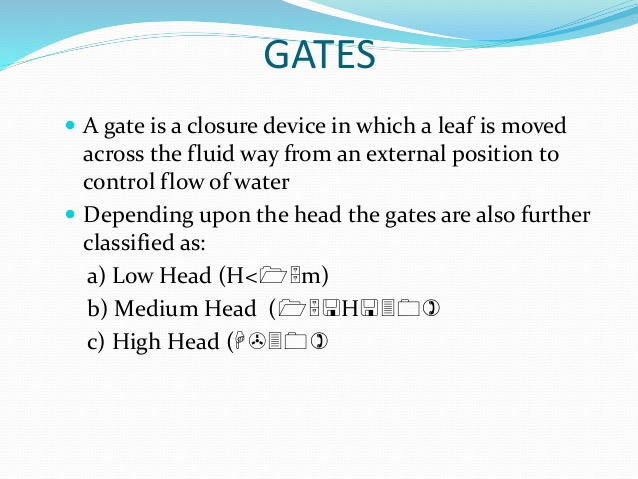 GATES
• A gate is a closure device in which a leaf is moved
across the fluid way from an external position to
control flow of water
• Depending upon the head the gates are also further
classified as:
a) Low Head (H<🗁🗄m)
b) Medium Head (🗁🗄🖫H🖫🗏🗀✆
c) High Head (☟✇🗏🗀✆